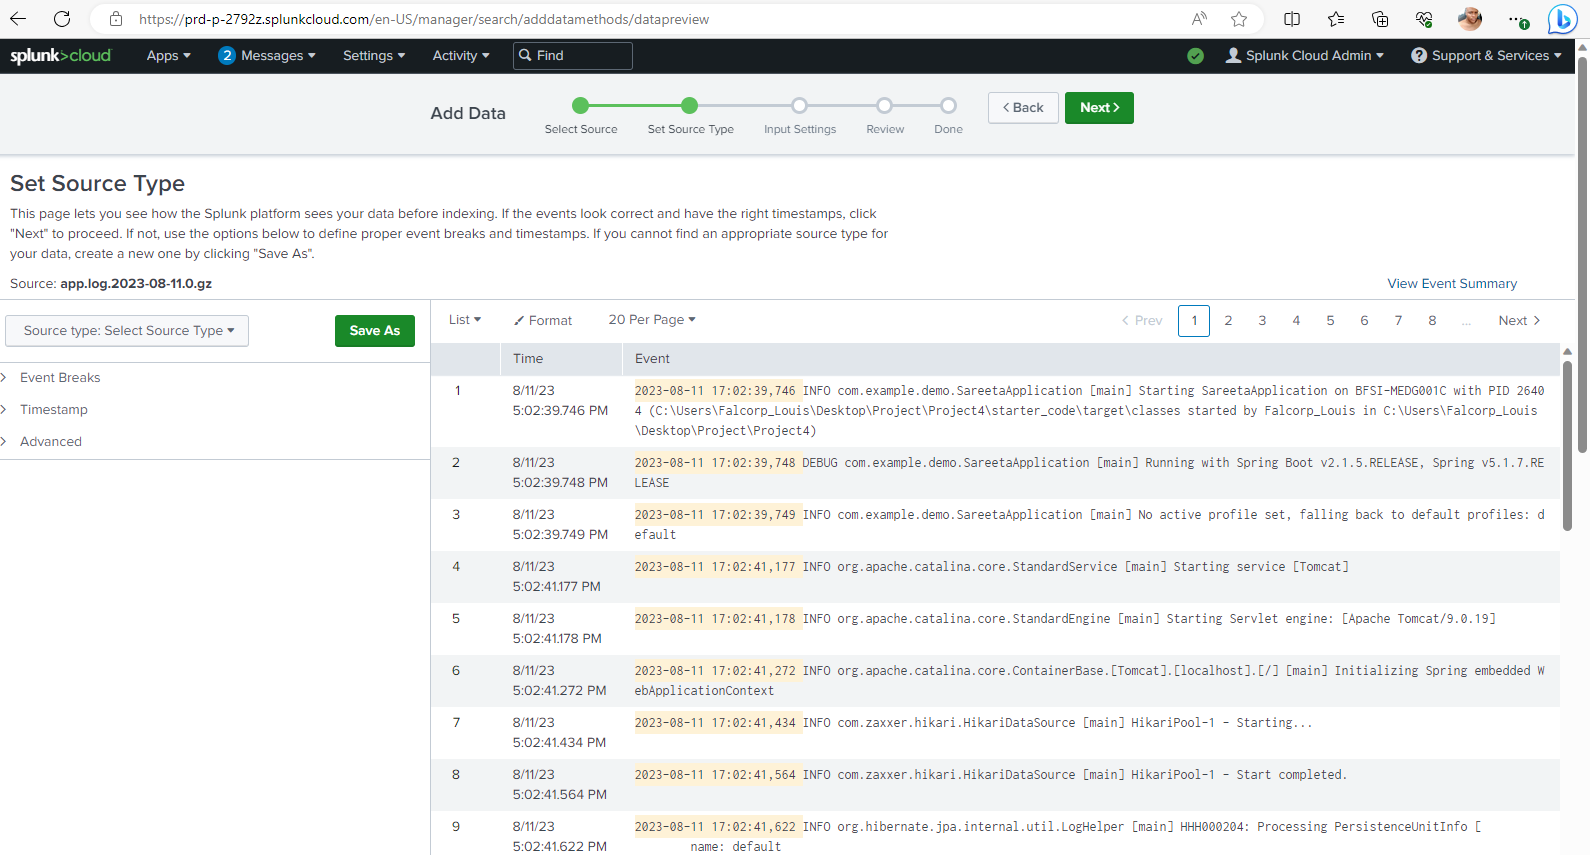 https://prd-p-2792z.splunkcloud.com/en-US/manager/search/adddatamethods/datapreview
splunk>cloud Apps 2 Messages Settings Activity Find Splunk Cloud Admin ? Support & Services
Add Data
Select Source Set Source Type Input Settings Review Done
< Back Next >
Set Source Type
This page lets you see how the Splunk platform sees your data before indexing. If the events look correct and have the right timestamps, click
"Next" to proceed. If not, use the options below to define proper event breaks and timestamps. If you cannot find an appropriate source type for
your data, create a new one by clicking "Save As".
Source: app.log.2023-08-11.0.gz
View Event Summary
Source type: Select Source Type Save As
> Event Breaks
> Timestamp
> Advanced
List Format 20 Per Page < Prev 1 2 3 4 5 6 7 8 ... Next >
Time Event
1 8/11/23 2023-08-11 17:02:39,746 INFO com.example.demo.SareetaApplication [main] Starting SareetaApplication on BFSI-MEDG001C with PID 2640
5:02:39.746 PM 4 (C:\Users\Falcorp_Louis\Desktop\Project\Project4\starter_code\target\classes started by Falcorp_Louis in C:\Users\Falcorp_Louis
\Desktop\Project\Project4)
2 8/11/23 2023-08-11 17:02:39,748 DEBUG com.example.demo.SareetaApplication [main] Running with Spring Boot v2.1.5.RELEASE, Spring v5.1.7.RE
5:02:39.748 PM LEASE
3 8/11/23 2023-08-11 17:02:39,749 INFO com.example.demo.SareetaApplication [main] No active profile set, falling back to default profiles: d
5:02:39.749 PM efault
4 8/11/23 2023-08-11 17:02:41,177 INFO org.apache.catalina.core.StandardService [main] Starting service [Tomcat]
5:02:41.177 PM
5 8/11/23 2023-08-11 17:02:41,178 INFO org.apache.catalina.core.StandardEngine [main] Starting Servlet engine: [Apache Tomcat/9.0.19]
5:02:41.178 PM
6 8/11/23 2023-08-11 17:02:41,272 INFO org.apache.catalina.core.ContainerBase.[Tomcat].[localhost].[/] [main] Initializing Spring embedded W
5:02:41.272 PM ebApplicationContext
7 8/11/23 2023-08-11 17:02:41,434 INFO com.zaxxer.hikari.HikariDataSource [main] HikariPool-1 - Starting...
5:02:41.434 PM
8 8/11/23 2023-08-11 17:02:41,564 INFO com.zaxxer.hikari.HikariDataSource [main] HikariPool-1 - Start completed.
5:02:41.564 PM
9 8/11/23 2023-08-11 17:02:41,622 INFO org.hibernate.jpa.internal.util.LogHelper [main] HHH000204: Processing PersistenceUnitInfo [
5:02:41.622 PM name: default